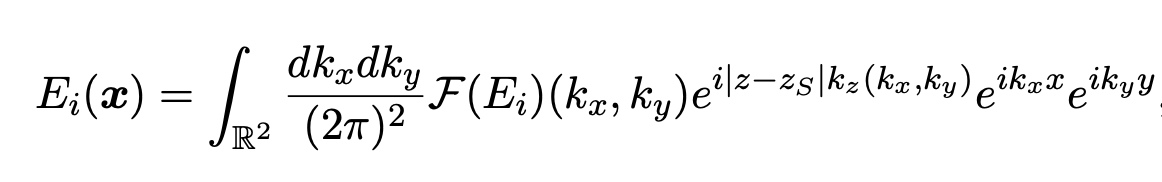 $E_i(\boldsymbol{x}) = \int_{\mathbb{R}^2} \frac{dk_x dk_y}{(2\pi)^2} \mathcal{F}(E_i)(k_x, k_y) e^{i|z-z_S|k_z(k_x,k_y)} e^{ik_x x} e^{ik_y y},$